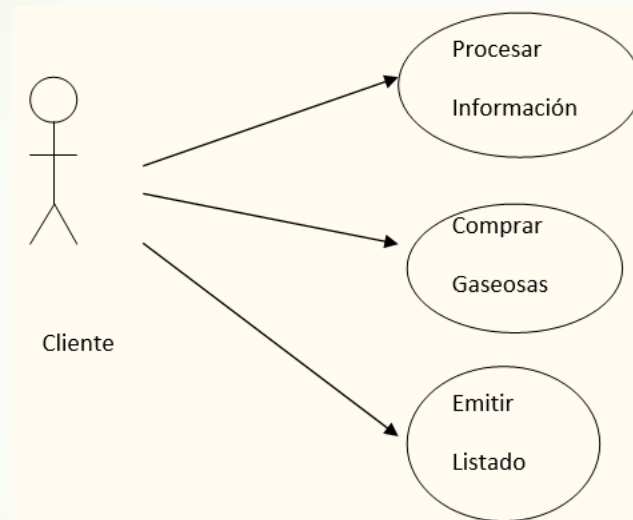 Procesar
Información
Comprar
Gaseosas
Cliente
Emitir
Listado